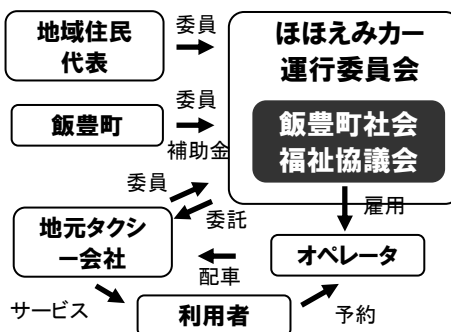 地域住民
代表
委員
ほほえみカー
運行委員会
飯豊町
委員
補助金
飯豊町社会
福祉協議会
委員
委託
雇用
地元タクシ
ー会社
配車
オペレータ
サービス
利用者
予約